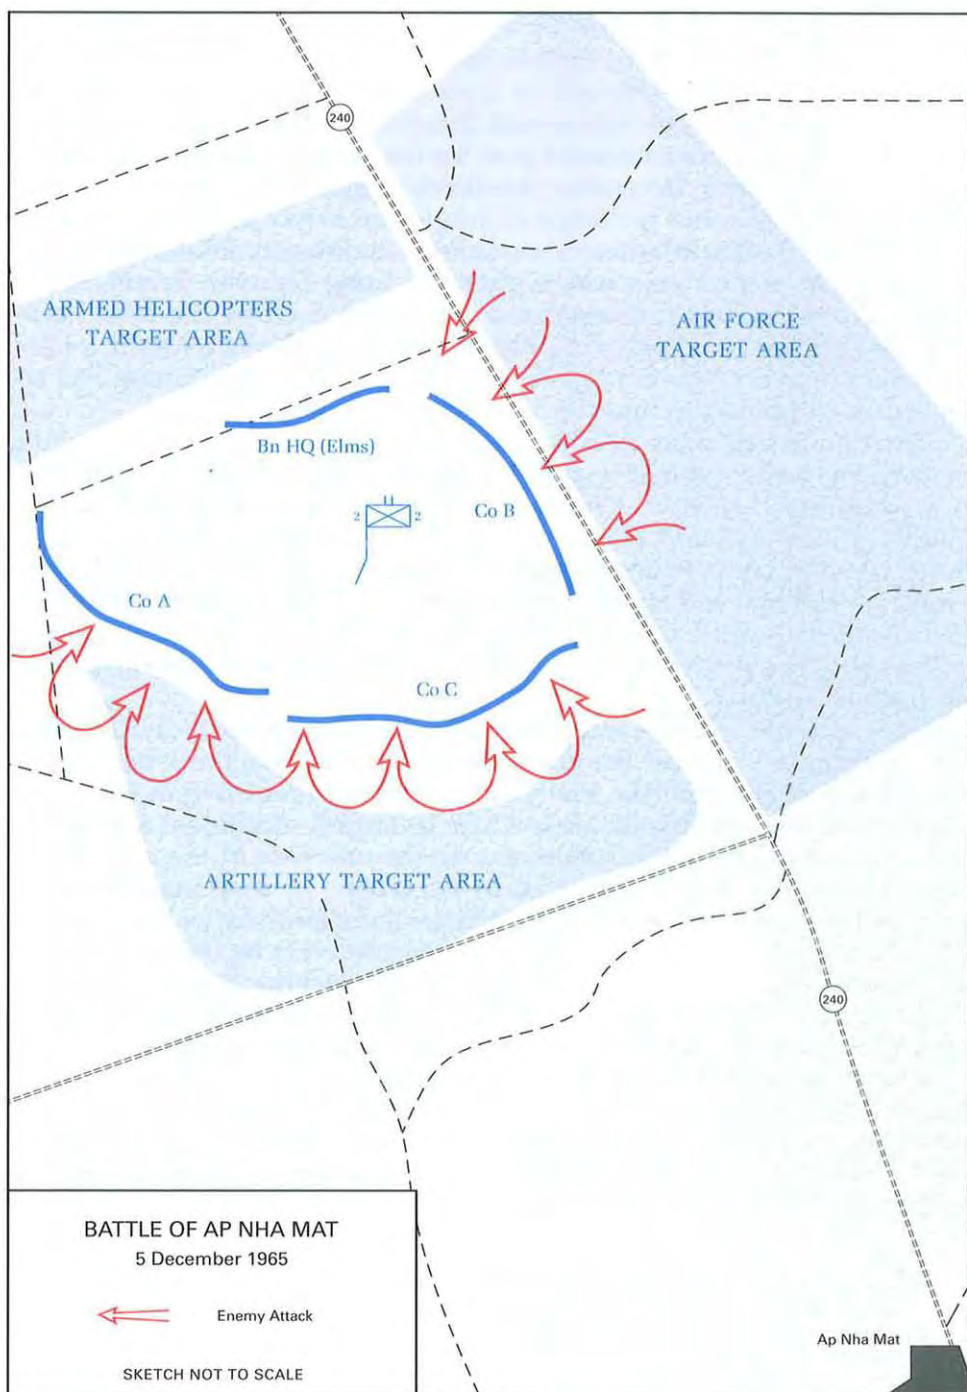 240
ARMED HELICOPTERS
TARGET AREA
AIR FORCE
TARGET AREA
Bn HQ (Elms)
2 2
Co B
Co A
Co C
ARTILLERY TARGET AREA
240
BATTLE OF AP NHA MAT
5 December 1965
Enemy Attack
SKETCH NOT TO SCALE
Ap Nha Mat